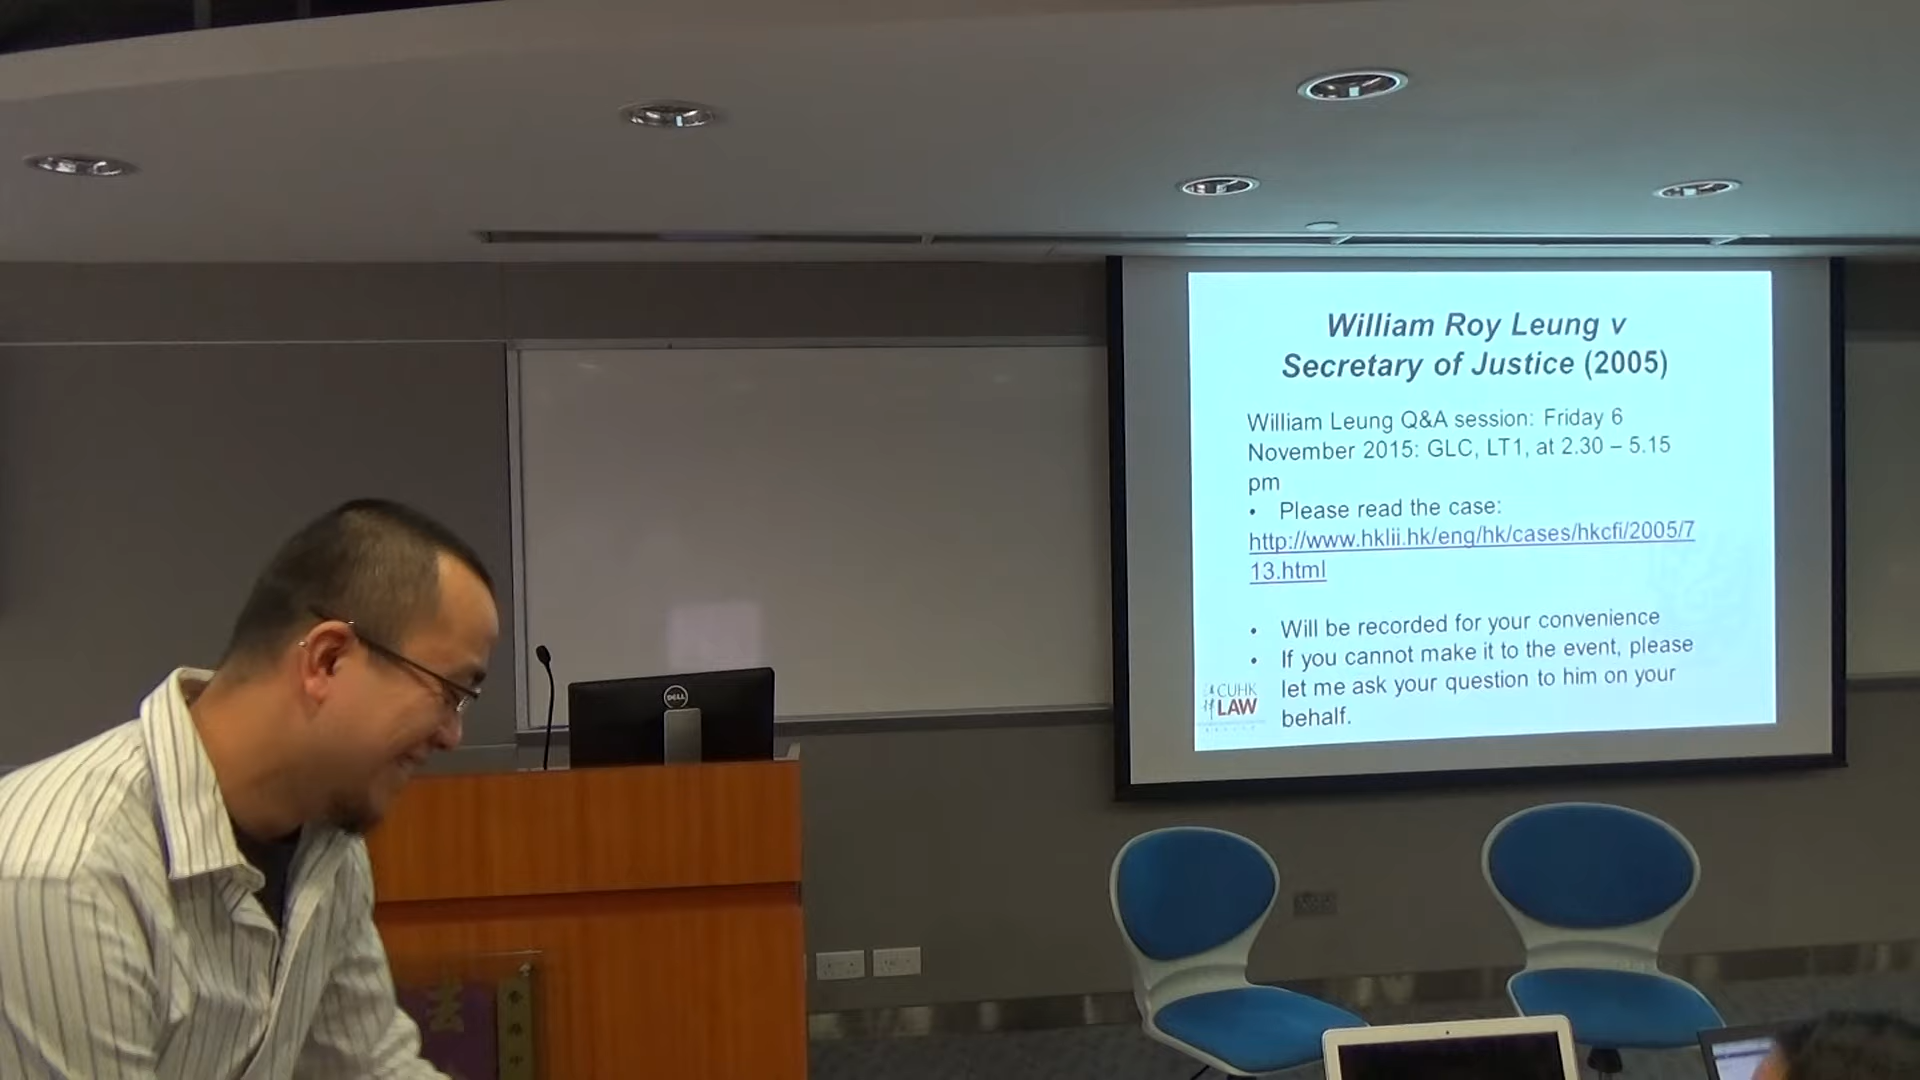 William Roy Leung v
Secretary of Justice (2005)
William Leung Q&A session: Friday 6
November 2015: GLC, LT1, at 2.30 – 5.15
pm
• Please read the case:
http://www.hklii.hk/eng/hk/cases/hkcfi/2005/7
13.html
• Will be recorded for your convenience
• If you cannot make it to the event, please
let me ask your question to him on your
behalf.
CUHK
LAW
DELL